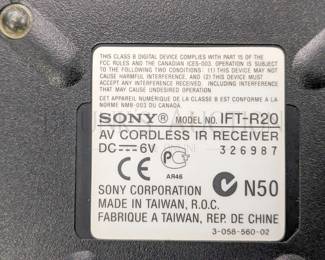 THIS CLASS B DIGITAL DEVICE COMPLIES WITH PART 15 OF THE
FCC RULES AND THE CANADIAN ICES-003. OPERATION IS SUBJECT
TO THE FOLLOWING TWO CONDITIONS: (1) THIS DEVICE MAY NOT
CAUSE HARMFUL INTERFERENCE, AND (2) THIS DEVICE MUST
ACCEPT ANY INTERFERENCE RECEIVED, INCLUDING
UNDESIRED OPERATION
CET APPAREIL NUMERIQUE DE LA CLASSE B EST CONFORME A LA
NORME NMB-003 DU CANADA.
SONY® MODEL NO. IFT-R20
AV CORDLESS IR RECEIVER
DC 6V 326987
CE
AR46
SONY CORPORATION N50
MADE IN TAIWAN, R.O.C.
FABRIQUE A TAIWAN, REP. DE CHINE
3-058-560-02